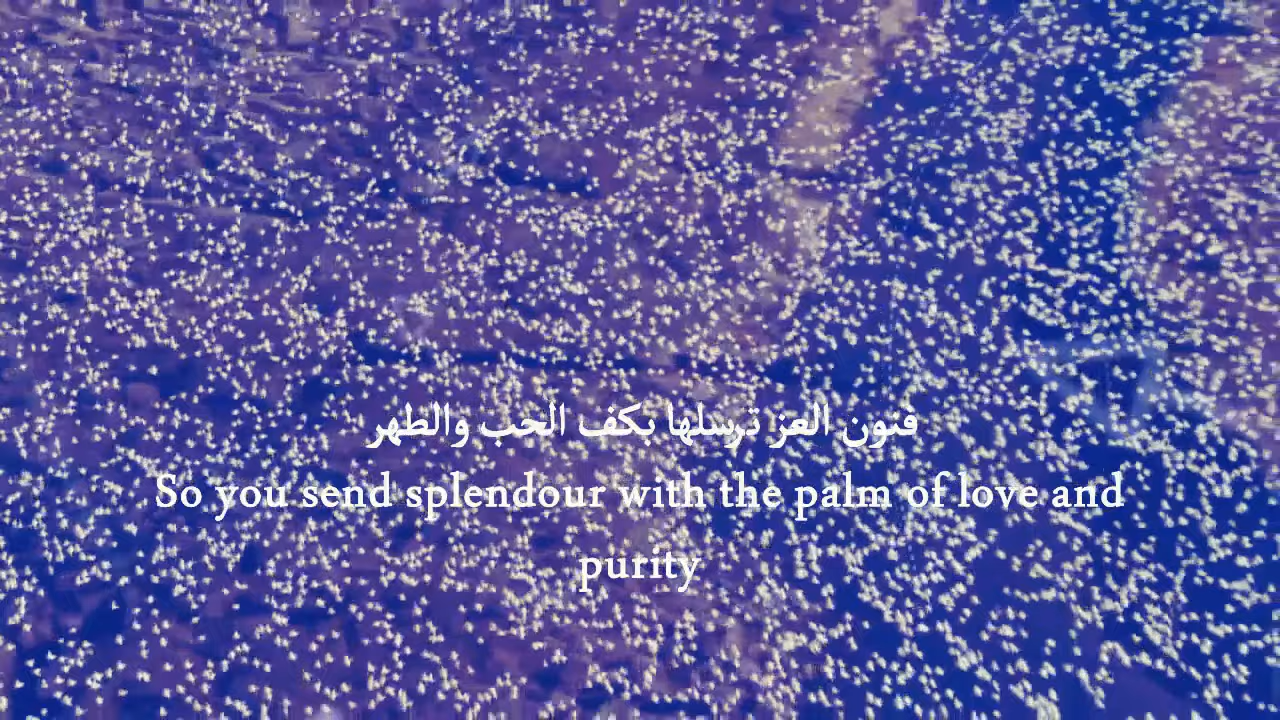 فنون العز ترسلها بكف الحب والطهر
So you send splendour with the palm of love and
purity